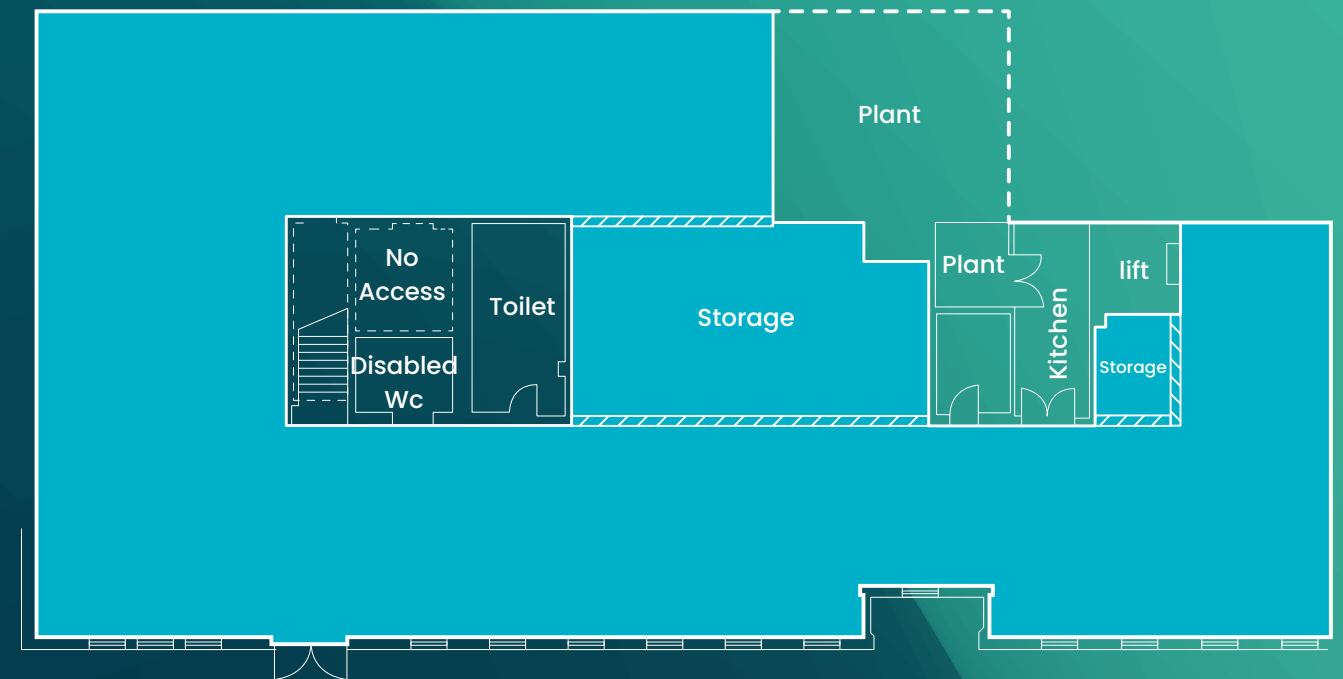 Plant
No
Access
Toilet
Disabled
Wc
Storage
Plant
Kitchen
lift
Storage